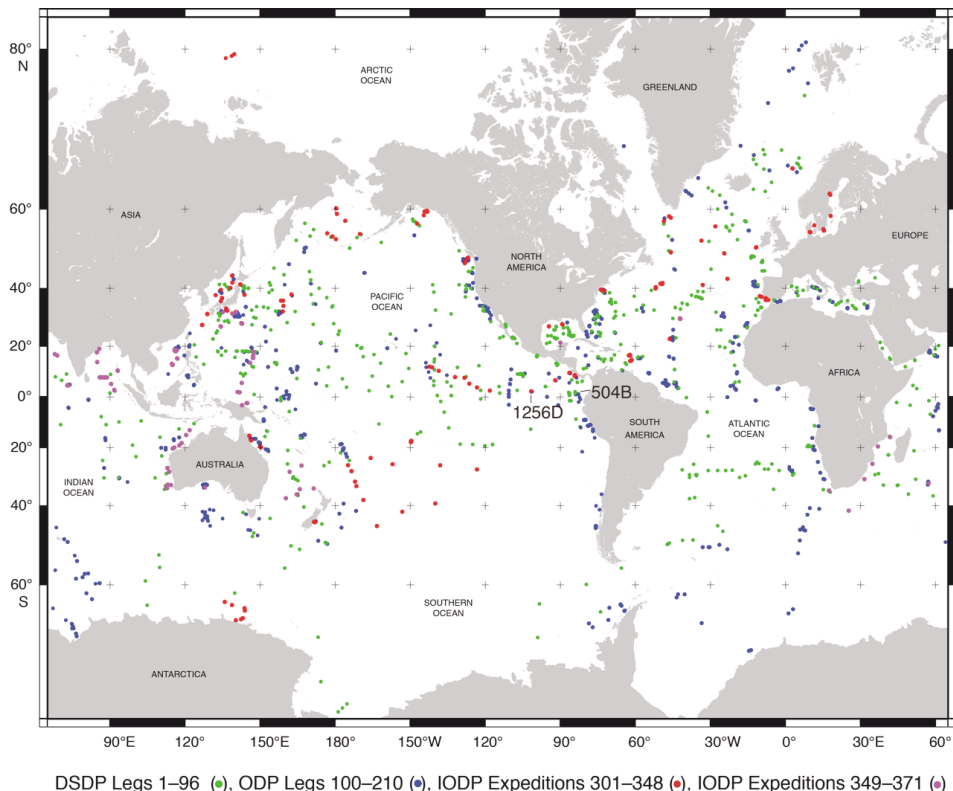 80°
N
ARCTIC
OCEAN
GREENLAND
60°
ASIA
NORTH
AMERICA
EUROPE
40°
PACIFIC
OCEAN
20°
AFRICA
0°
504B
1256D
SOUTH
AMERICA
ATLANTIC
OCEAN
20°
AUSTRALIA
INDIAN
OCEAN
40°
60°
S
SOUTHERN
OCEAN
ANTARCTICA
90°E 120° 150°E 180° 150°W 120° 90°W 60° 30°W 0° 30°E 60°
DSDP Legs 1–96 (●), ODP Legs 100–210 (●), IODP Expeditions 301–348 (●), IODP Expeditions 349–371 (●)